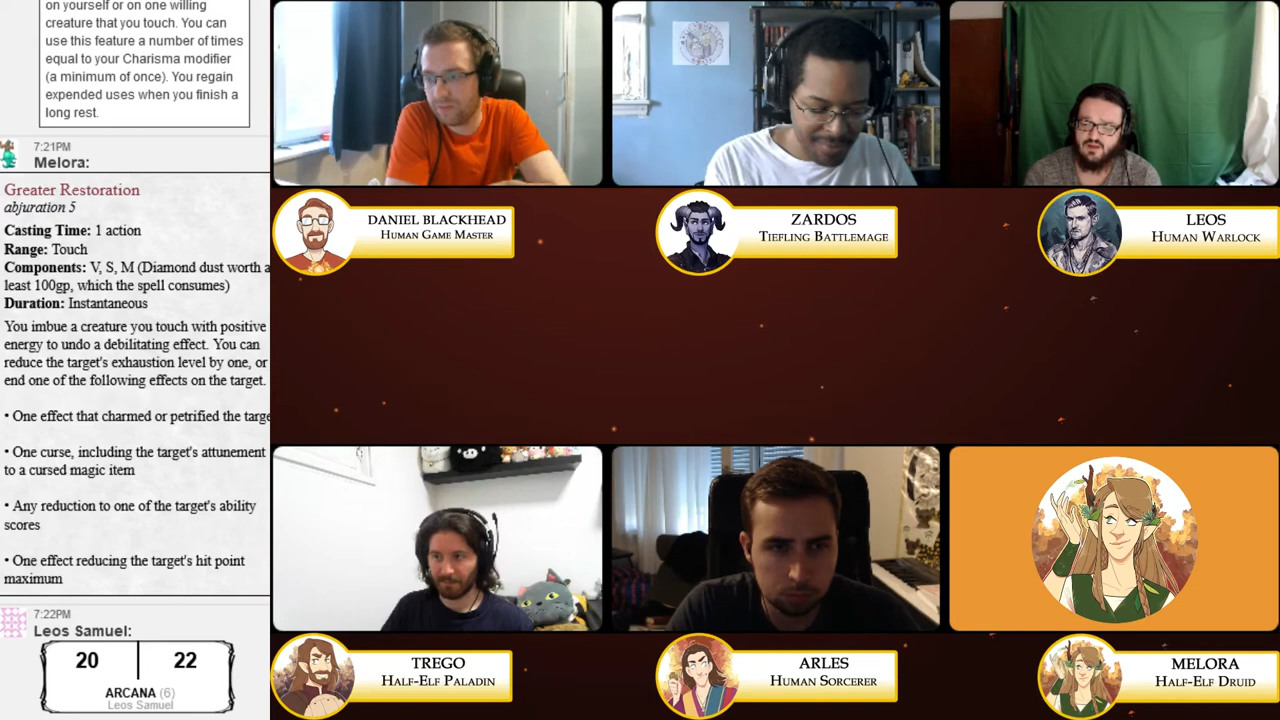 on yourself or on one willing
creature that you touch. You can
use this feature a number of times
equal to your Charisma modifier
(a minimum of once). You regain
expended uses when you finish a
long rest.
7:21PM
Melora:
Greater Restoration
abjuration 5
Casting Time: 1 action
Range: Touch
Components: V, S, M (Diamond dust worth a
least 100gp, which the spell consumes)
Duration: Instantaneous
You imbue a creature you touch with positive
energy to undo a debilitating effect. You can
reduce the target's exhaustion level by one, or
end one of the following effects on the target.
• One effect that charmed or petrified the targe
• One curse, including the target's attunement
to a cursed magic item
• Any reduction to one of the target's ability
scores
• One effect reducing the target's hit point
maximum
7:22PM
Leos Samuel:
20 22
ARCANA (6)
Leos Samuel
DANIEL BLACKHEAD
HUMAN GAME MASTER
ZARDOS
TIEFLING BATTLEMAGE
LEOS
HUMAN WARLOCK
TREGO
HALF-ELF PALADIN
ARLES
HUMAN SORCERER
MELORA
HALF-ELF DRUID